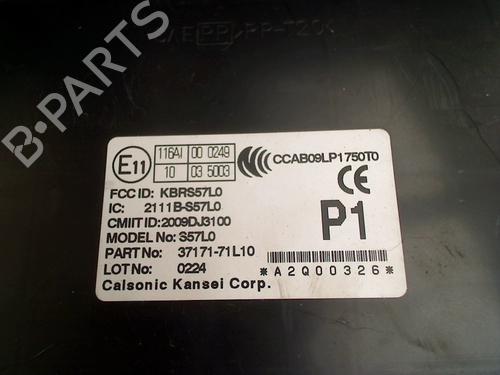 PP
E11
116AI 00 0249
10 03 5003
CCAB09LP1750T0
FCC ID: KBRS57L0
IC: 2111B-S57L0
CMIIT ID:2009DJ3100
MODEL No: S57L0
PART No: 37171-71L10
LOT No: 0224
CE
P1
*A2Q00326*
Calsonic Kansei Corp.
B-PARTS